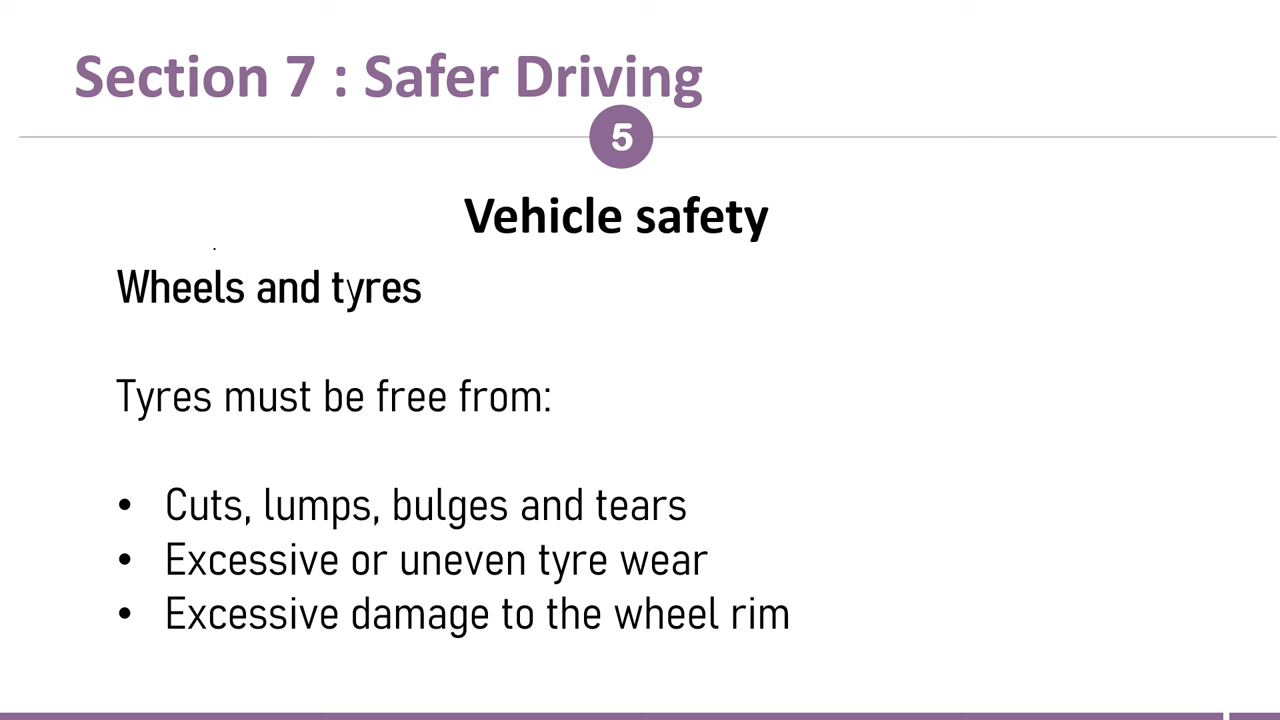 Section 7 : Safer Driving
5
Vehicle safety
.
Wheels and tyres
Tyres must be free from:
• Cuts, lumps, bulges and tears
• Excessive or uneven tyre wear
• Excessive damage to the wheel rim